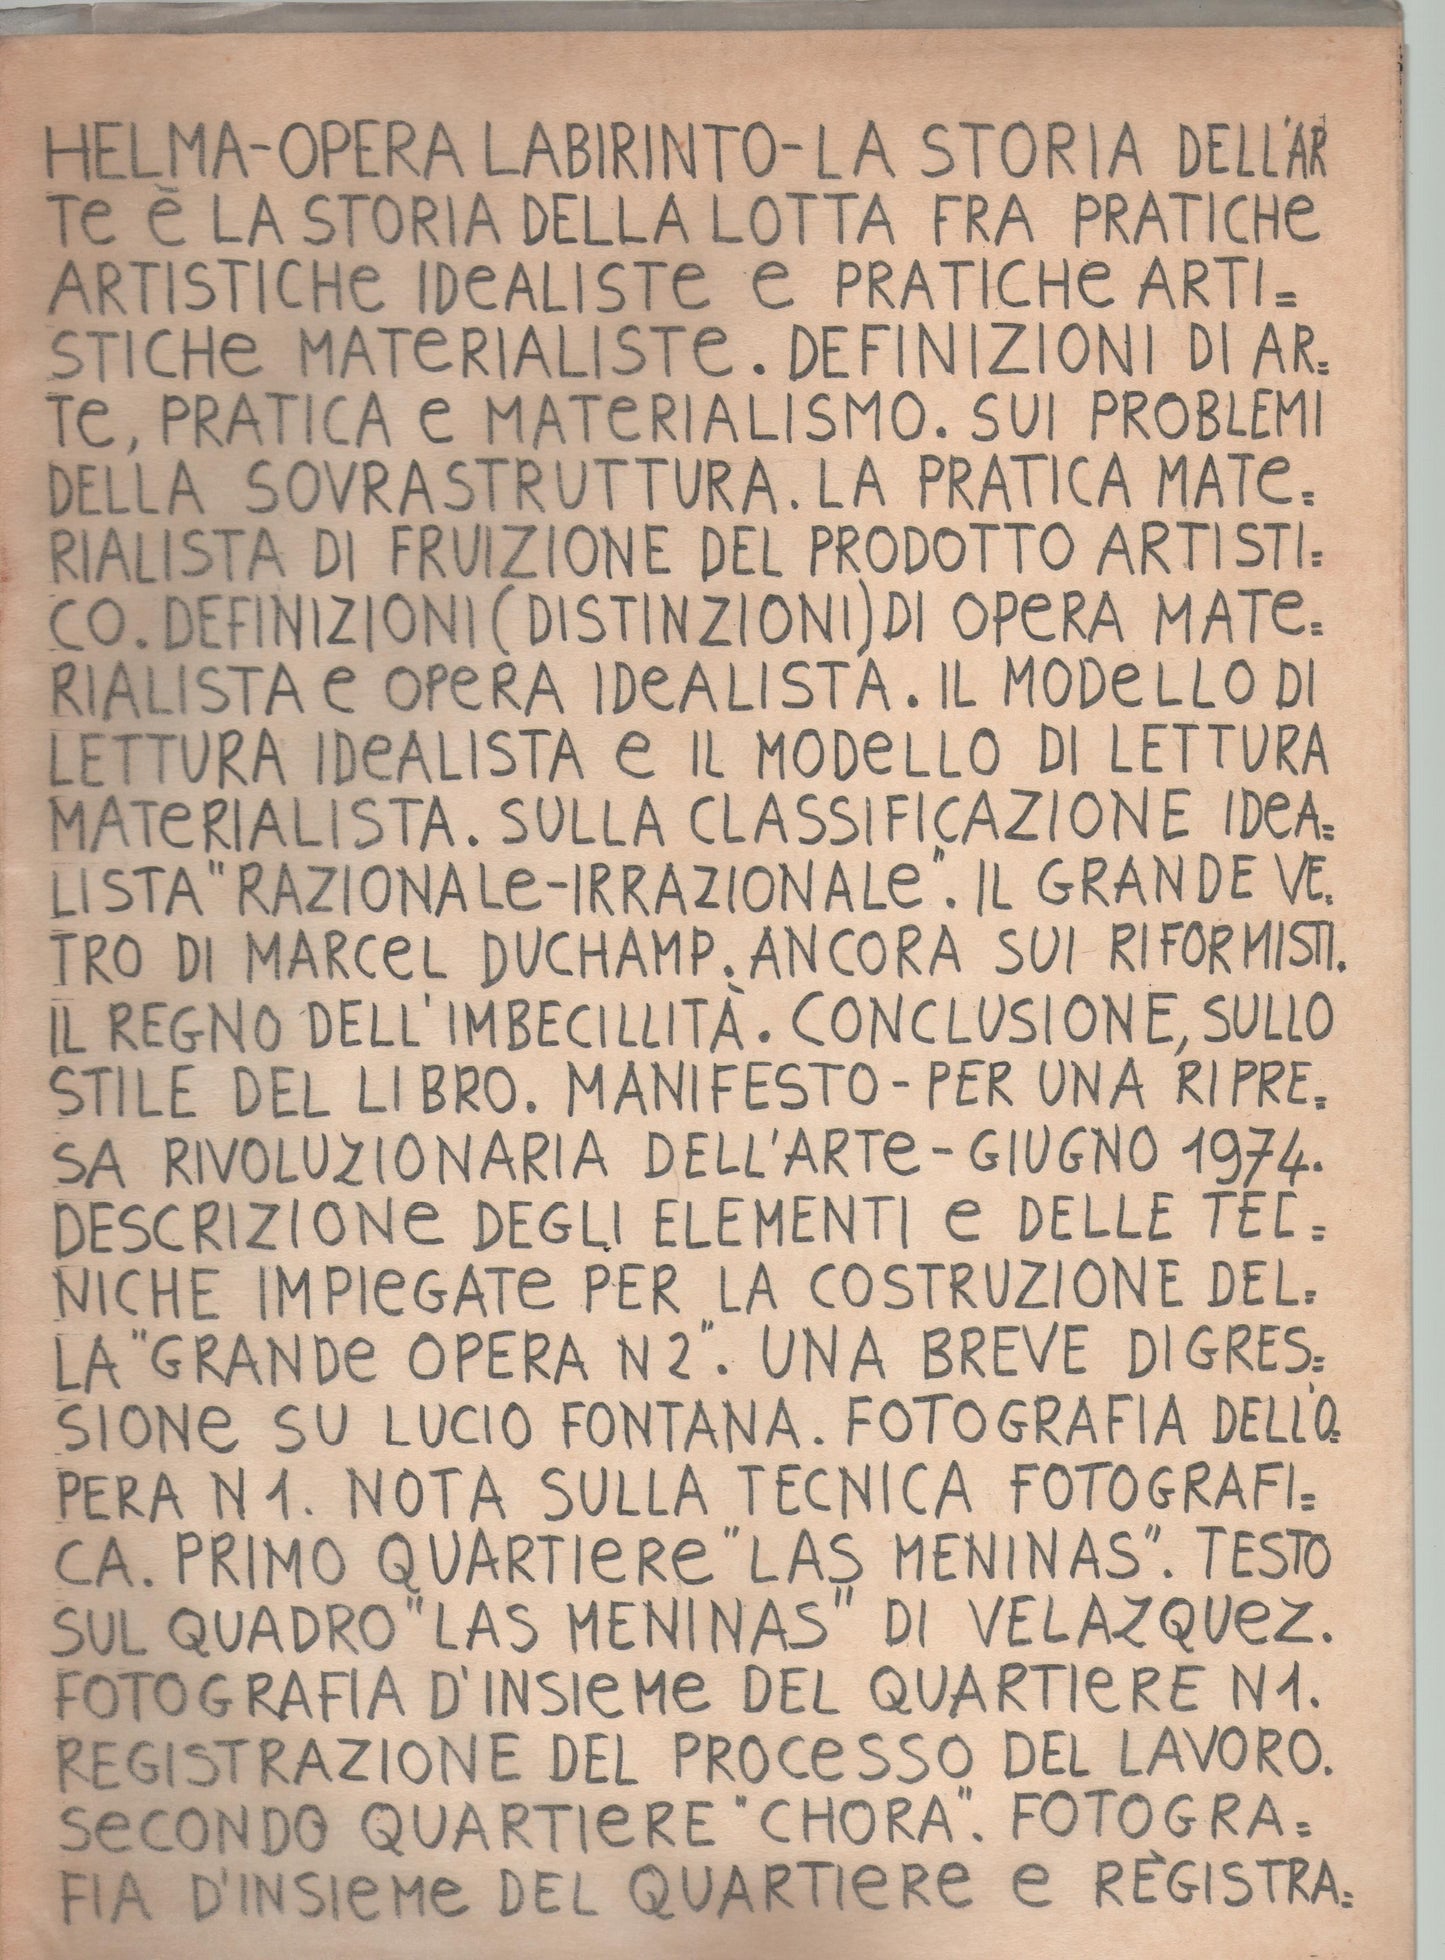 HELMA-OPERA LABIRINTO-LA STORIA DELL'AR
Te è LA STORIA DELLA LOTTA FRA PRATICHe
ARTISTICHe IDeALISTe e PRATICHe ARTI=
STICHe MATeRIALISTe. DEFINIZIONI DI AR=
Te, PRATICA e MATeRIALISMO. SUI PROBLEMI
DELLA SOVRASTRUTTURA. LA PRATICA MATe=
RIALISTA DI FRUIZIONE DEL PRODOTTO ARTISTI=
CO. DEFINIZIONI (DISTINZIONI) DI OPeRA MATe=
RIALISTA e OPeRA IDeALISTA. IL MODeLLO DI
LETTURA IDeALISTA e IL MODeLLO DI LETTURA
MATeRIALISTA. SULLA CLASSIFICAZIONE IDeA=
LISTA "RAZIONALe-IRRAZIONALe". IL GRANDE VE=
TRO DI MARCeL DUCHAMP. ANCORA SUI RIFORMISTI.
IL REGNO DELL'IMBECILLITÀ. CONCLUSIONE, SULLO
STILE DEL LIBRO. MANIFESTO - PER UNA RIPRE=
SA RIVOLUZIONARIA DELL'ARTe - GIUGNO 1974.
DESCRIZIONe DEGLI ELEMENTI e DELLE TEC=
NICHE IMPIeGATe PER LA COSTRUZIONE DEL=
LA "GRANDe OPERA N 2". UNA BREVE DIGRES=
SIONe SU LUCIO FONTANA. FOTOGRAFIA DELL'O=
PERA N 1. NOTA SULLA TECNICA FOTOGRAFI=
CA. PRIMO QUARTIeRe "LAS MENINAS". TESTO
SUL QUADRO "LAS MENINAS" DI VELAZQUeZ.
FOTOGRAFIA D'INSIeMe DEL QUARTIeRE N 1.
REGISTRAZIONE DEL PROCeSSO DEL LAVORO.
SeCONDO QUARTIeRE "CHORA". FOTOGRA=
FIA D'INSIeMe DEL QUARTIeRe e REGISTRA=